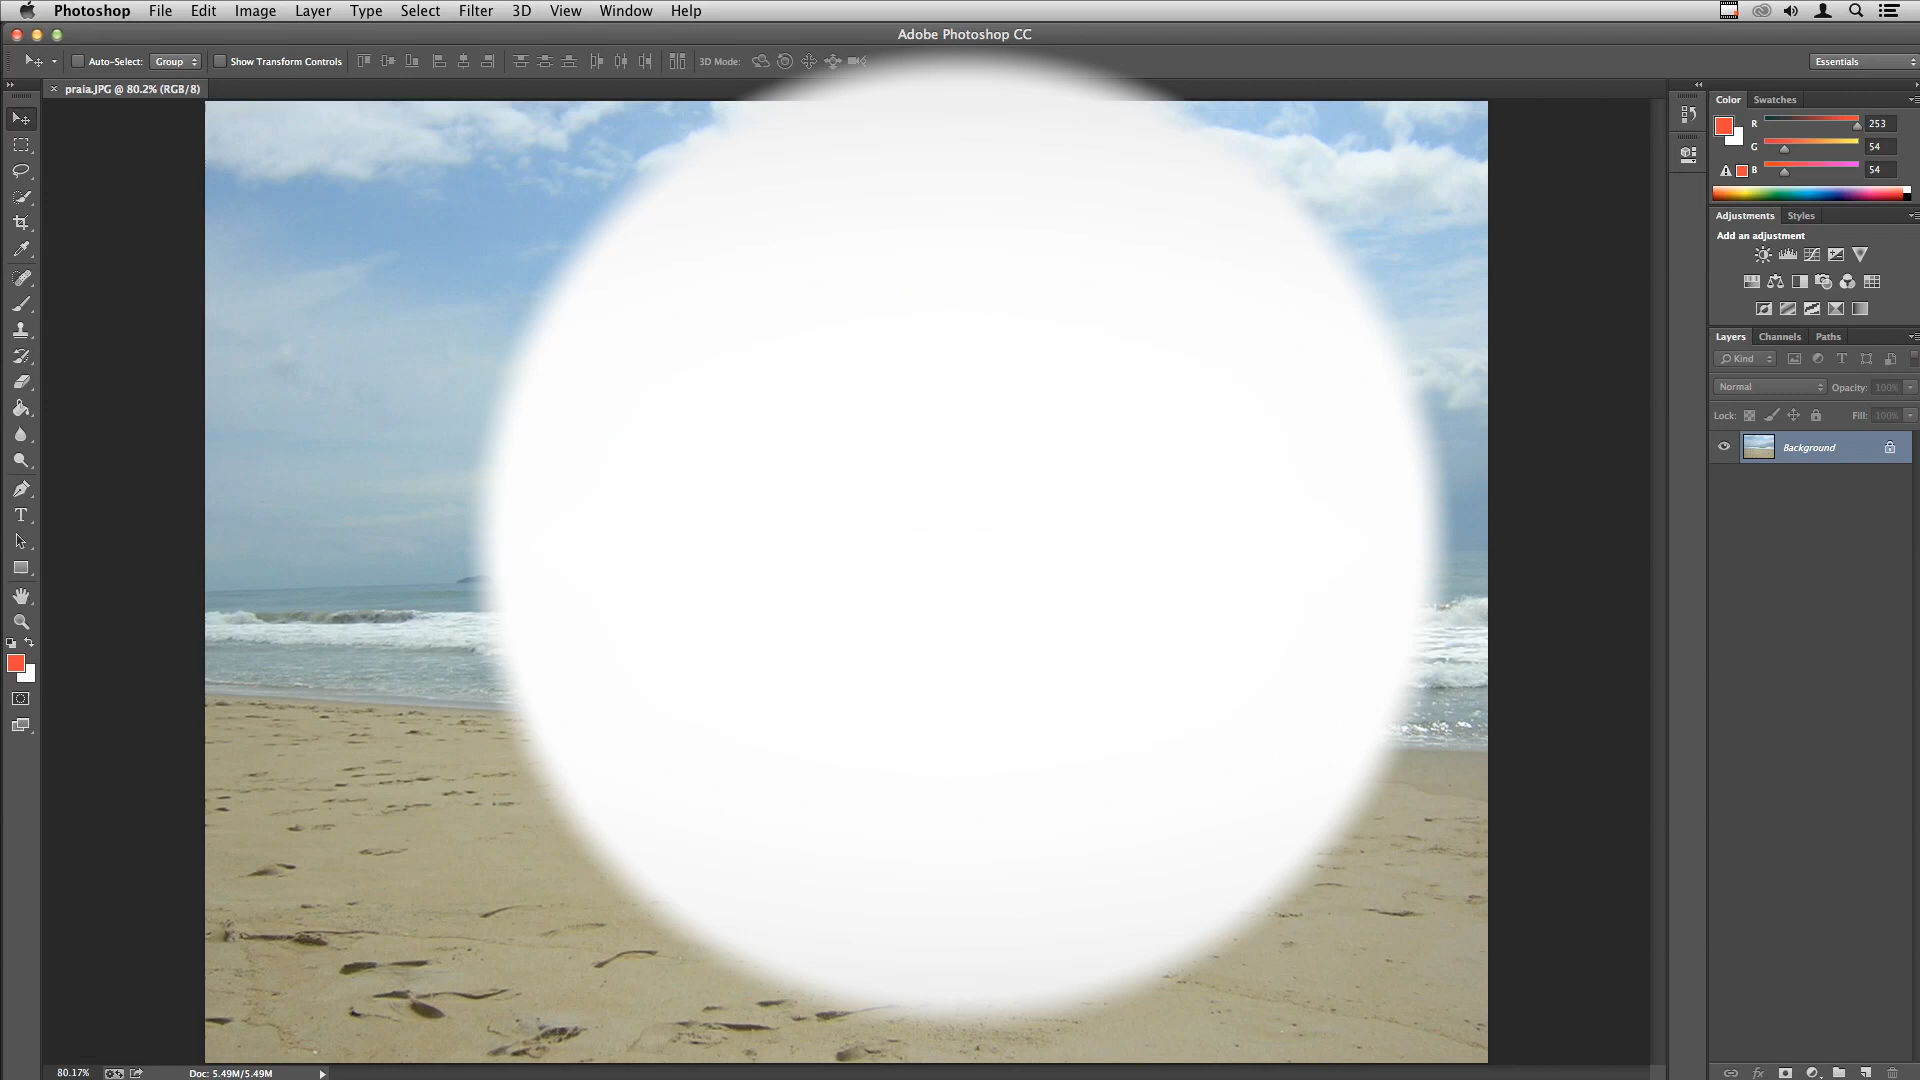 Photoshop File Edit Image Layer Type Select Filter 3D View Window Help
Adobe Photoshop CC
Auto-Select: Group Show Transform Controls 3D Mode: Essentials
praia.JPG @ 80.2% (RGB/8)
Color Swatches
R 253
G 54
B 54
Adjustments Styles
Add an adjustment
Layers Channels Paths
Kind
Normal Opacity: 100%
Lock: Fill: 100%
Background
80.17% Doc: 5.49M/5.49M